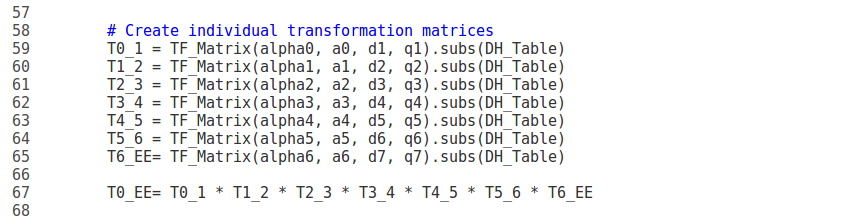 57
58 # Create individual transformation matrices
59 T0_1 = TF_Matrix(alpha0, a0, d1, q1).subs(DH_Table)
60 T1_2 = TF_Matrix(alpha1, a1, d2, q2).subs(DH_Table)
61 T2_3 = TF_Matrix(alpha2, a2, d3, q3).subs(DH_Table)
62 T3_4 = TF_Matrix(alpha3, a3, d4, q4).subs(DH_Table)
63 T4_5 = TF_Matrix(alpha4, a4, d5, q5).subs(DH_Table)
64 T5_6 = TF_Matrix(alpha5, a5, d6, q6).subs(DH_Table)
65 T6_EE= TF_Matrix(alpha6, a6, d7, q7).subs(DH_Table)
66
67 T0_EE= T0_1 * T1_2 * T2_3 * T3_4 * T4_5 * T5_6 * T6_EE
68